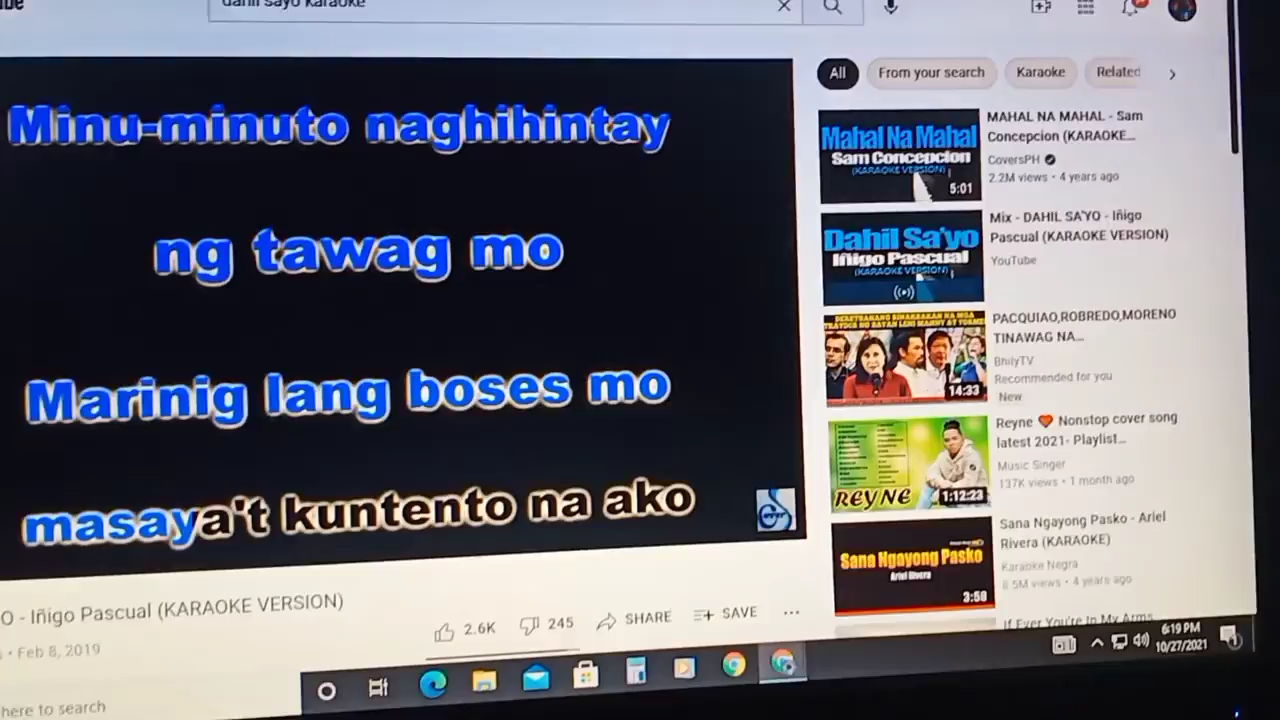 dahil sayo karaoke
Minu-minuto naghihintay
ng tawag mo
Marinig lang boses mo
masaya't kuntento na ako
O - Iñigo Pascual (KARAOKE VERSION)
• Feb 8, 2019
2.6K
245
SHARE
SAVE
All
From your search
Karaoke
Related
Mahal Na Mahal
Sam Concepcion
(KARAOKE VERSION)
5:01
MAHAL NA MAHAL - Sam
Concepcion (KARAOKE...
CoversPH
2.2M views • 4 years ago
Dahil Sa'yo
Iñigo Pascual
(KARAOKE VERSION)
Mix - DAHIL SA'YO - Iñigo
Pascual (KARAOKE VERSION)
YouTube
14:33
PACQUIAO,ROBREDO,MORENO
TINAWAG NA...
BhilyTV
Recommended for you
New
REYNE
1:12:23
Reyne ❤️ Nonstop cover song
latest 2021- Playlist...
Music Singer
137K views • 1 month ago
Sana Ngayong Pasko
Ariel Rivera
3:50
Sana Ngayong Pasko - Ariel
Rivera (KARAOKE)
Karaoke Negra
8.5M views • 4 years ago
If Ever You're In My Arms
here to search
6:19 PM
10/27/2021